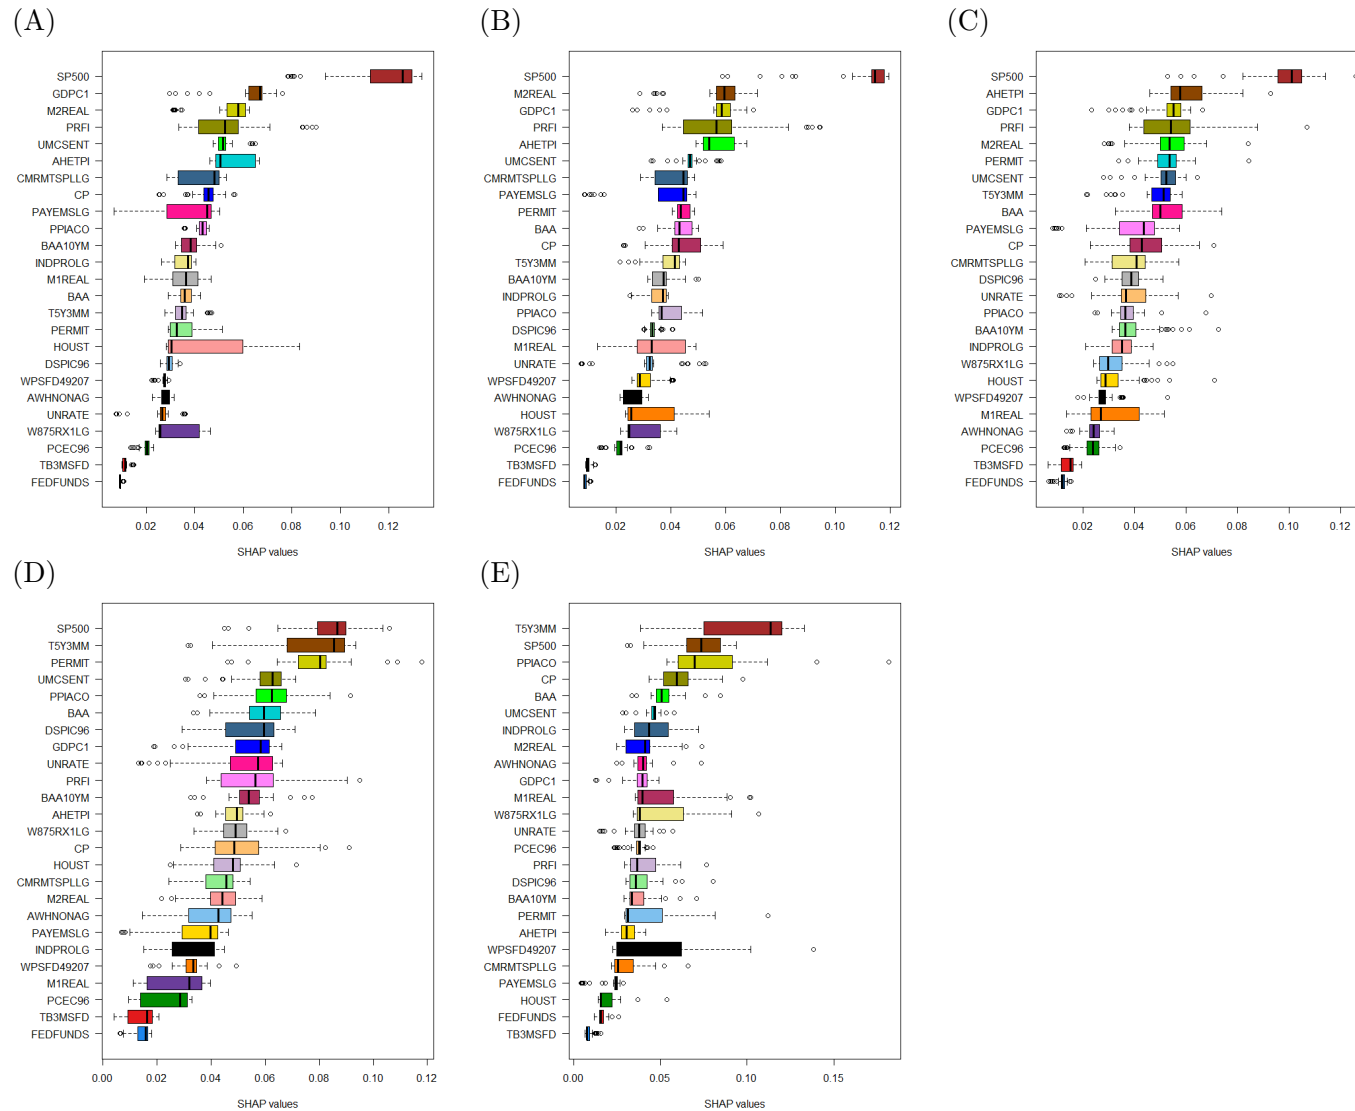 (A)
SP500
GDPC1
M2REAL
PRFI
UMCSENT
AHETPI
CMRMTSPLLG
CP
PAYEMSLG
PPIACO
BAA10YM
INDPROLG
M1REAL
BAA
T5Y3MM
PERMIT
HOUST
DSPIC96
WPSFD49207
AWHNONAG
UNRATE
W875RX1LG
PCEC96
TB3MSFD
FEDFUNDS
0.02 0.04 0.06 0.08 0.10 0.12
SHAP values
(B)
SP500
M2REAL
GDPC1
PRFI
AHETPI
UMCSENT
CMRMTSPLLG
PAYEMSLG
PERMIT
BAA
CP
T5Y3MM
BAA10YM
INDPROLG
PPIACO
DSPIC96
M1REAL
UNRATE
WPSFD49207
AWHNONAG
HOUST
W875RX1LG
PCEC96
TB3MSFD
FEDFUNDS
0.02 0.04 0.06 0.08 0.10 0.12
SHAP values
(C)
SP500
AHETPI
GDPC1
PRFI
M2REAL
PERMIT
UMCSENT
T5Y3MM
BAA
PAYEMSLG
CP
CMRMTSPLLG
DSPIC96
UNRATE
PPIACO
BAA10YM
INDPROLG
W875RX1LG
HOUST
WPSFD49207
M1REAL
AWHNONAG
PCEC96
TB3MSFD
FEDFUNDS
0.02 0.04 0.06 0.08 0.10 0.12
SHAP values
(D)
SP500
T5Y3MM
PERMIT
UMCSENT
PPIACO
BAA
DSPIC96
GDPC1
UNRATE
PRFI
BAA10YM
AHETPI
W875RX1LG
CP
HOUST
CMRMTSPLLG
M2REAL
AWHNONAG
PAYEMSLG
INDPROLG
WPSFD49207
M1REAL
PCEC96
TB3MSFD
FEDFUNDS
0.00 0.02 0.04 0.06 0.08 0.10 0.12
SHAP values
(E)
T5Y3MM
SP500
PPIACO
CP
BAA
UMCSENT
INDPROLG
M2REAL
AWHNONAG
GDPC1
M1REAL
W875RX1LG
UNRATE
PCEC96
PRFI
DSPIC96
BAA10YM
PERMIT
AHETPI
WPSFD49207
CMRMTSPLLG
PAYEMSLG
HOUST
FEDFUNDS
TB3MSFD
0.00 0.05 0.10 0.15
SHAP values